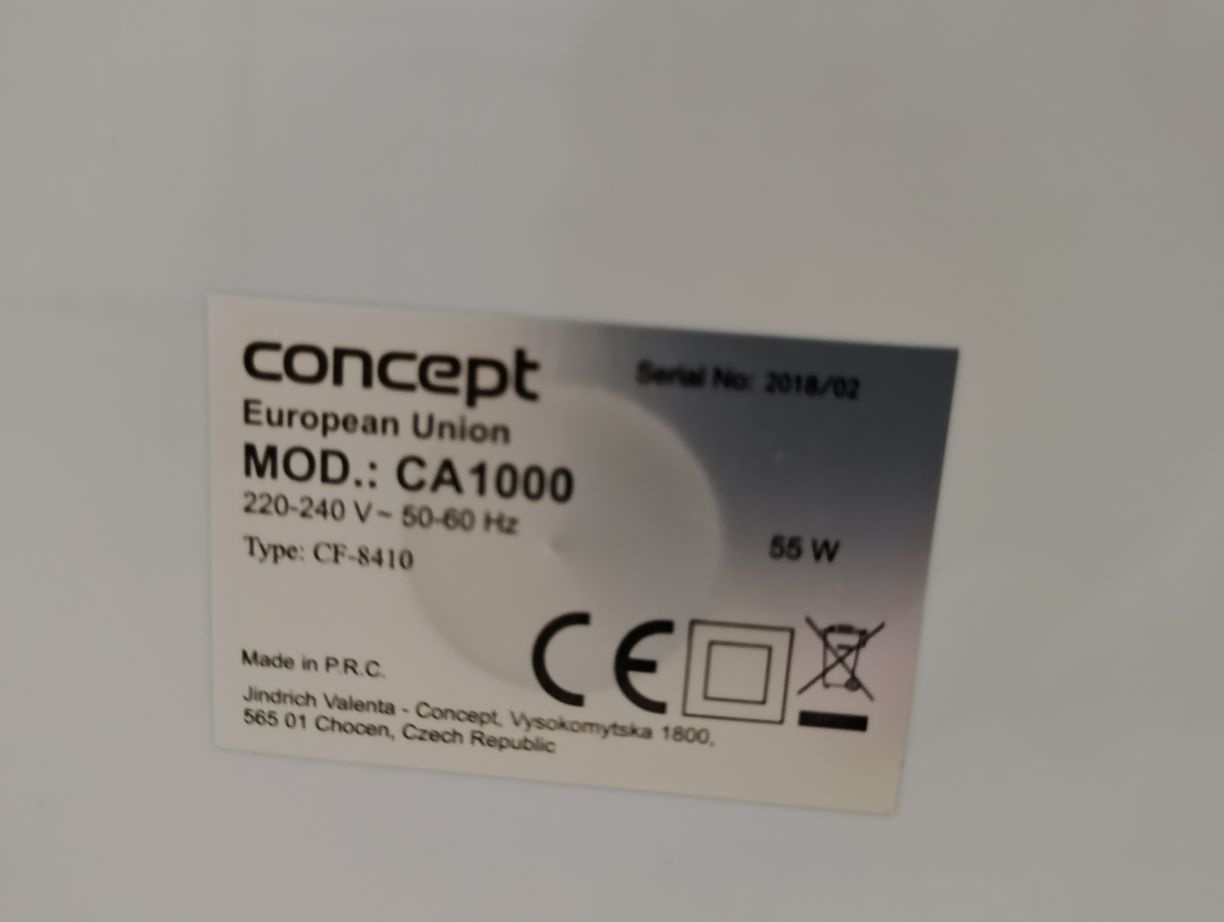 concept
Serial No: 2018/02
European Union
MOD.: CA1000
220-240 V~ 50-60 Hz
55 W
Type: CF-8410
CE
Made in P.R.C.
Jindrich Valenta - Concept, Vysokomytska 1800,
565 01 Chocen, Czech Republic